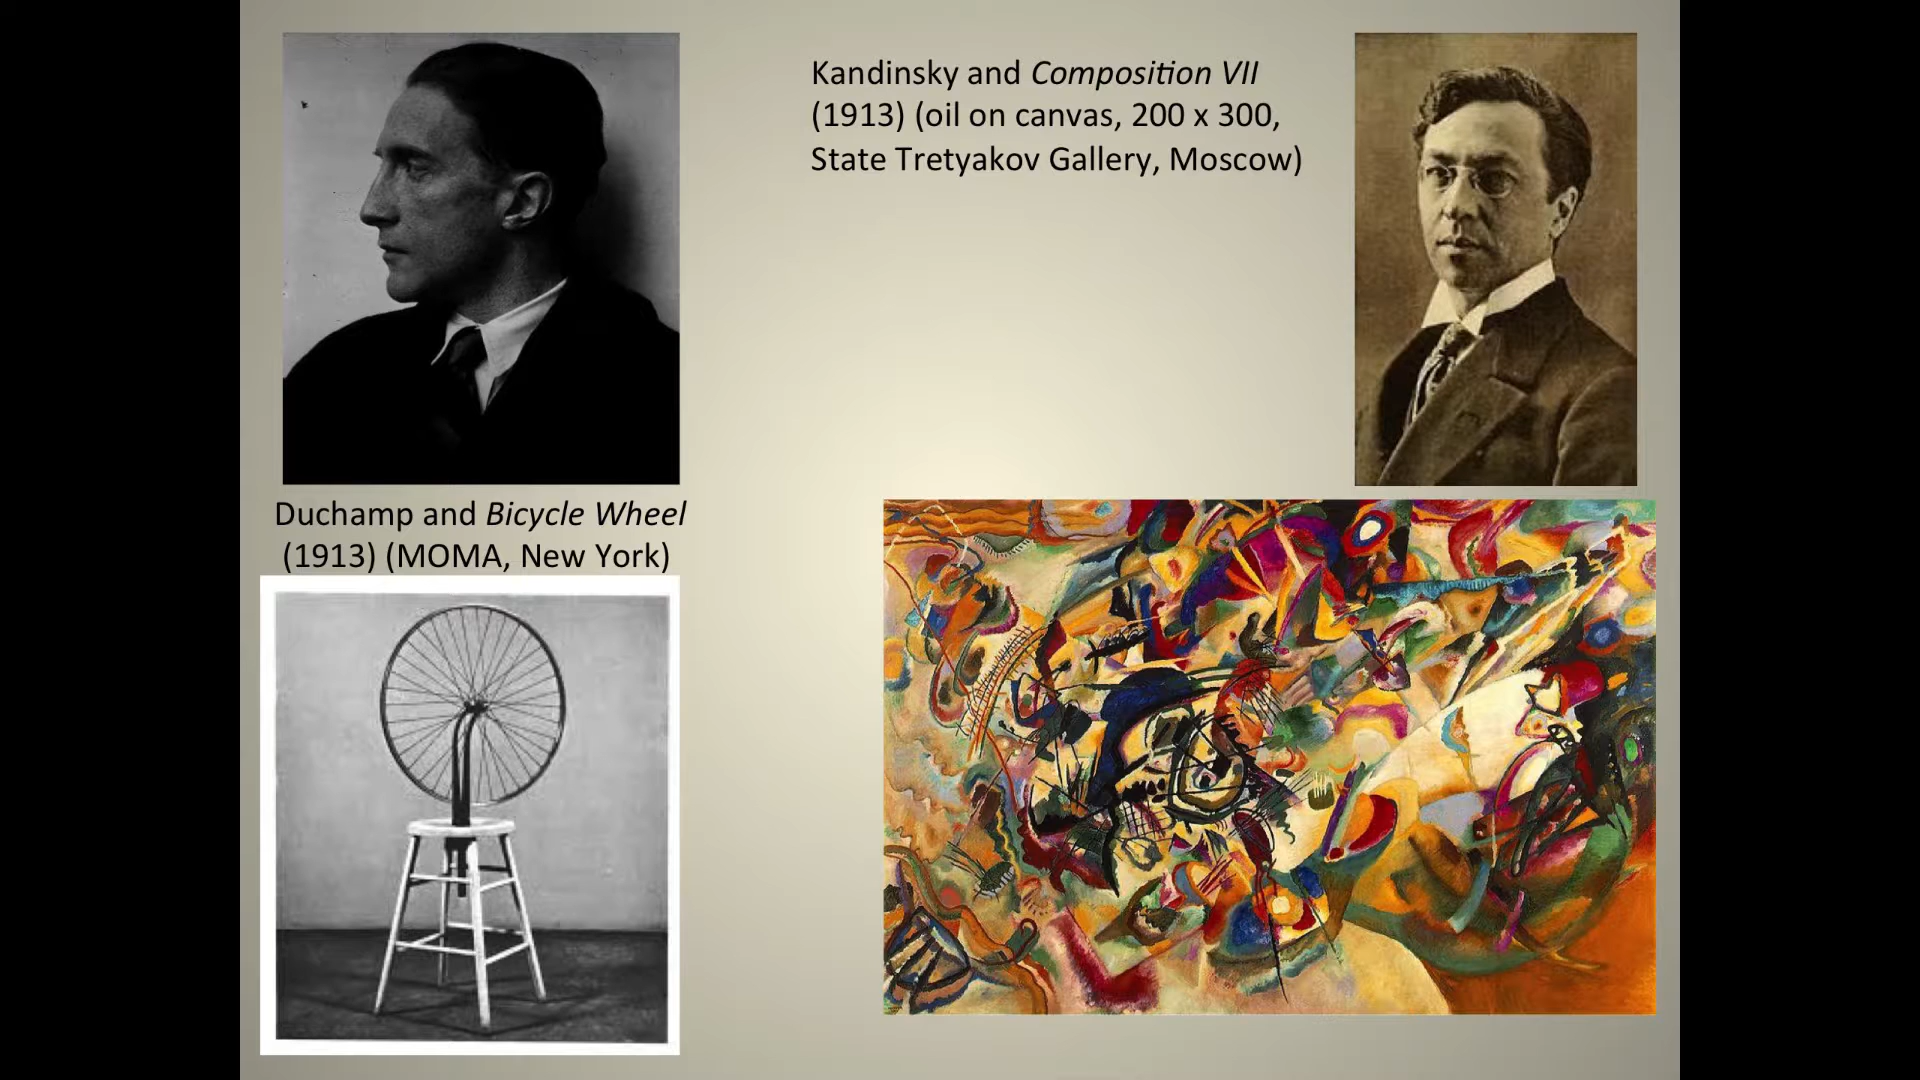 Kandinsky and Composition VII
(1913) (oil on canvas, 200 x 300,
State Tretyakov Gallery, Moscow)
Duchamp and Bicycle Wheel
(1913) (MOMA, New York)